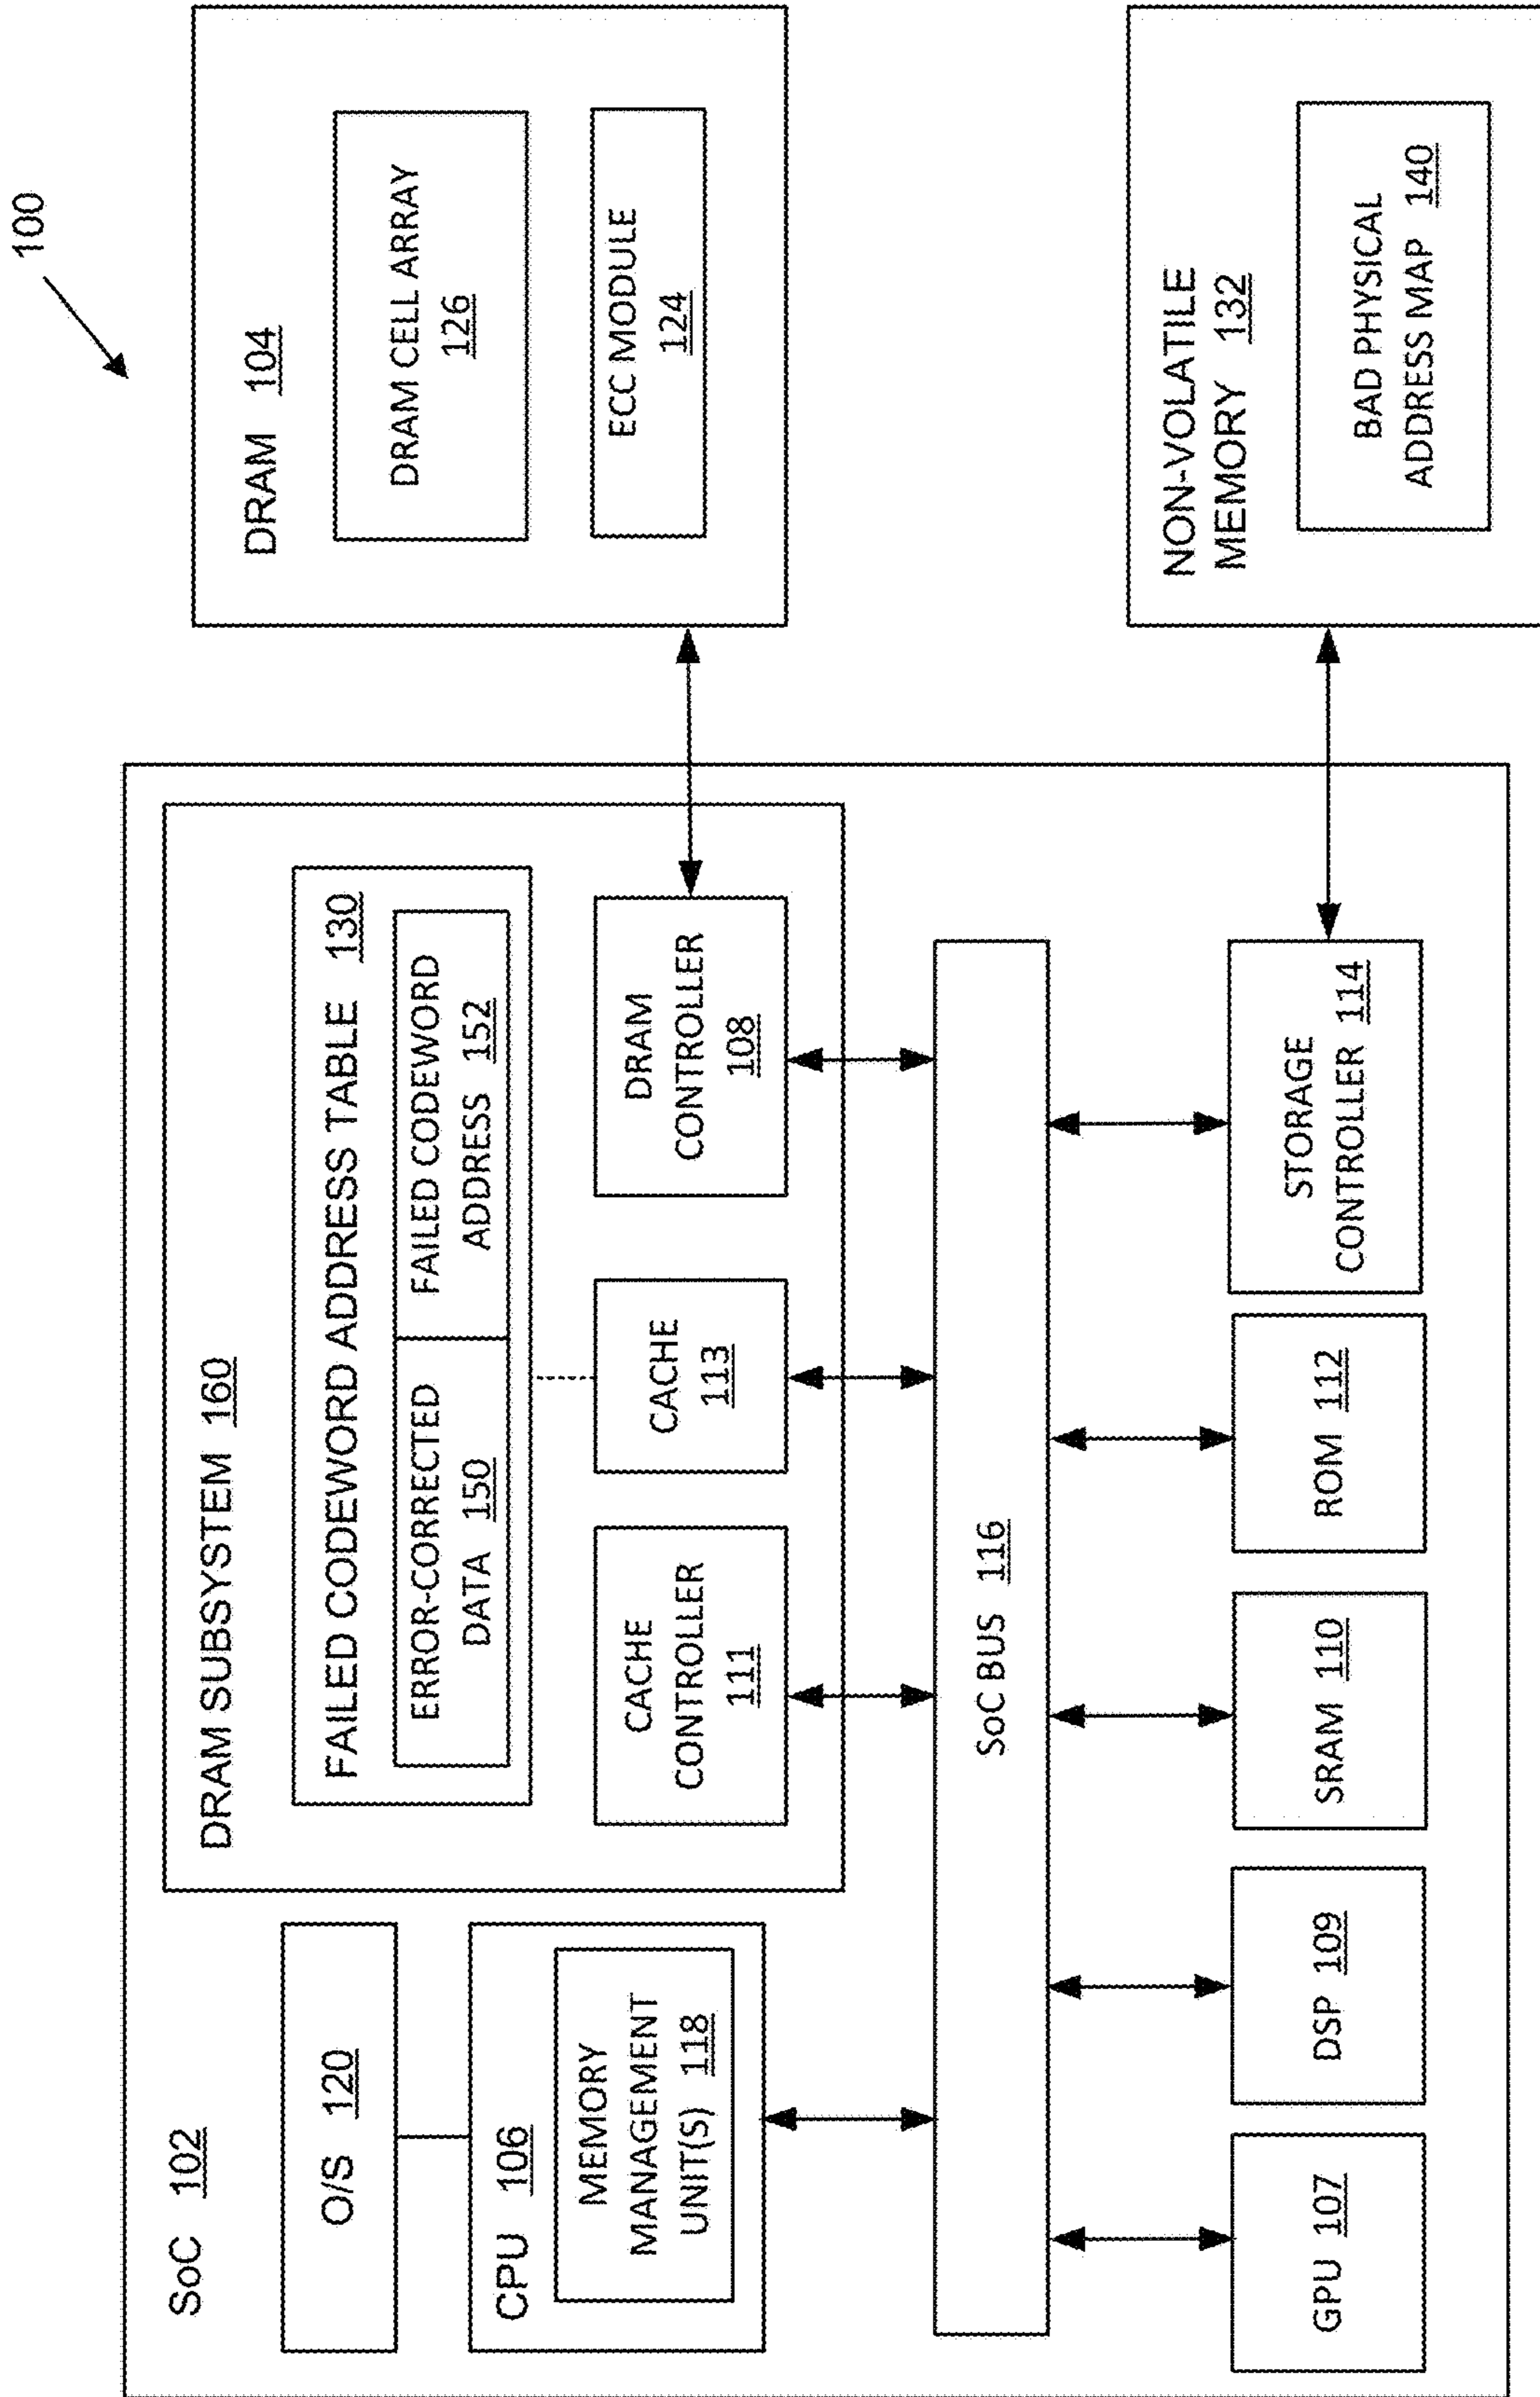 100
SoC 102
O/S 120
CPU 106
MEMORY
MANAGEMENT
UNIT(S) 118
DRAM SUBSYSTEM 160
FAILED CODEWORD ADDRESS TABLE 130
ERROR-CORRECTED
DATA 150
FAILED CODEWORD
ADDRESS 152
CACHE
CONTROLLER
111
CACHE
113
DRAM
CONTROLLER
108
SoC BUS 116
GPU 107
DSP 109
SRAM 110
ROM 112
STORAGE
CONTROLLER 114
DRAM 104
DRAM CELL ARRAY
126
ECC MODULE
124
NON-VOLATILE
MEMORY 132
BAD PHYSICAL
ADDRESS MAP 140